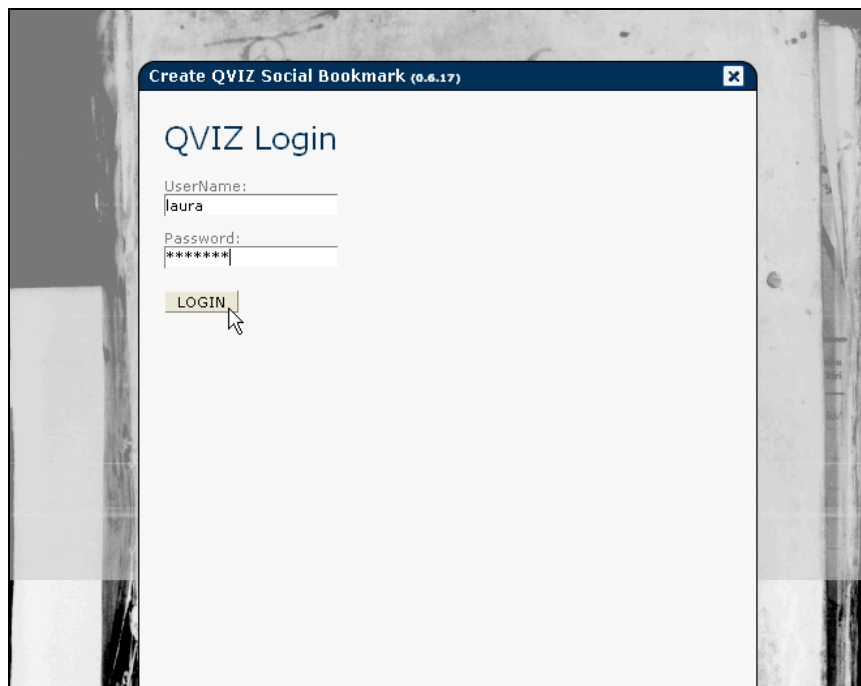 Create QVIZ Social Bookmark (0.6.17)
QVIZ Login
UserName:
laura
Password:
*******
LOGIN